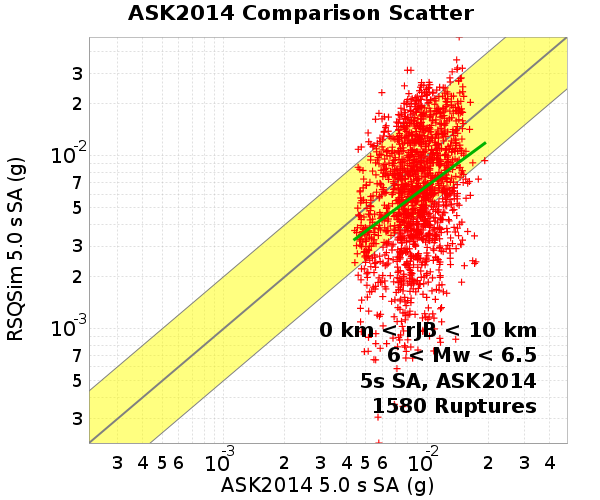 ASK2014 Comparison Scatter
RSQSim 5.0 s SA (g)
3
2
10-2
7
5
3
2
10-3
7
5
3
0 km < rJB < 10 km
6 < Mw < 6.5
5s SA, ASK2014
1580 Ruptures
3 4 5 6 10-3 2 3 4 5 6 10-2 2 3 4
ASK2014 5.0 s SA (g)